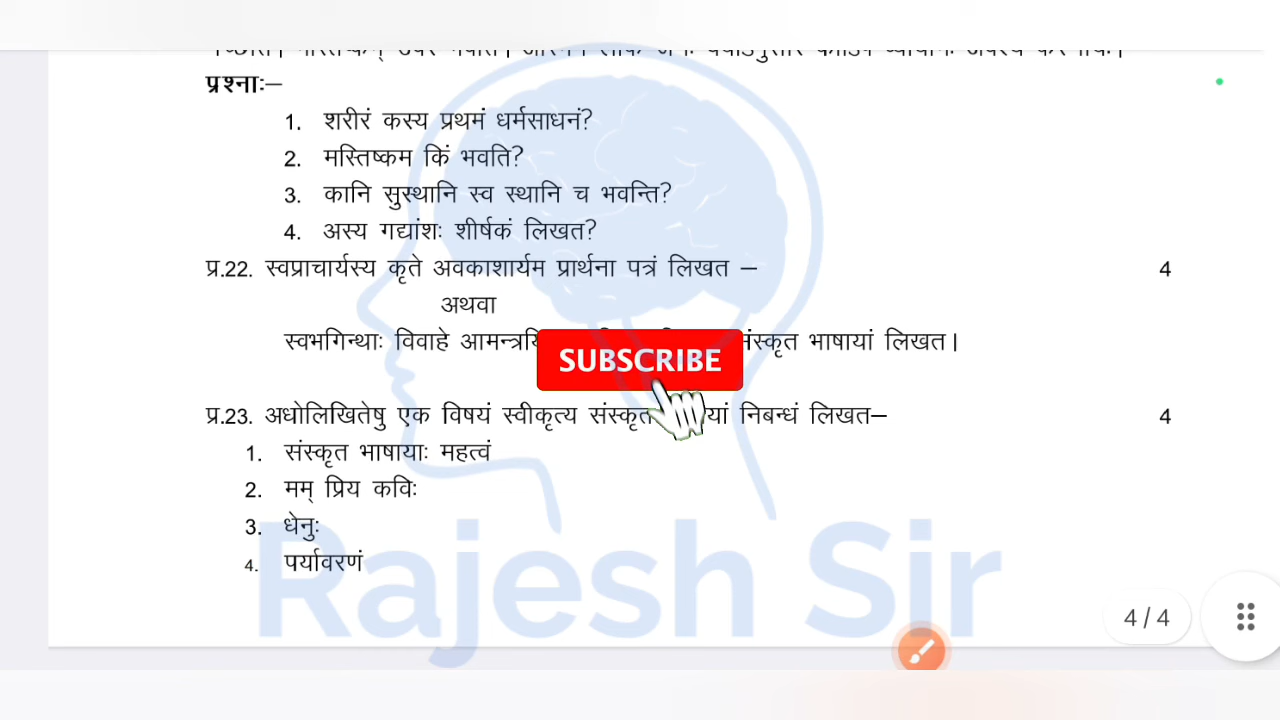 प्रश्नाः–
1. शरीरं कस्य प्रथमं धर्मसाधनं?
2. मस्तिष्कम किं भवति?
3. कानि सुस्थानि स्व स्थानि च भवन्ति?
4. अस्य गद्यांशः शीर्षकं लिखत?
प्र.22. स्वप्राचार्यस्य कृते अवकाशार्यम प्रार्थना पत्रं लिखत – 4
अथवा
स्वभगिन्थाः विवाहे संस्कृत भाषायां लिखत।
SUBSCRIBE
प्र.23. अधोलिखितेषु एक विषयं स्वीकृत्य संस्कृत निबन्धं लिखत– 4
1. संस्कृत भाषायाः महत्वं
2. मम् प्रिय कविः
3. धेनुः
4. पर्यावरणं
Rajesh Sir
4 / 4